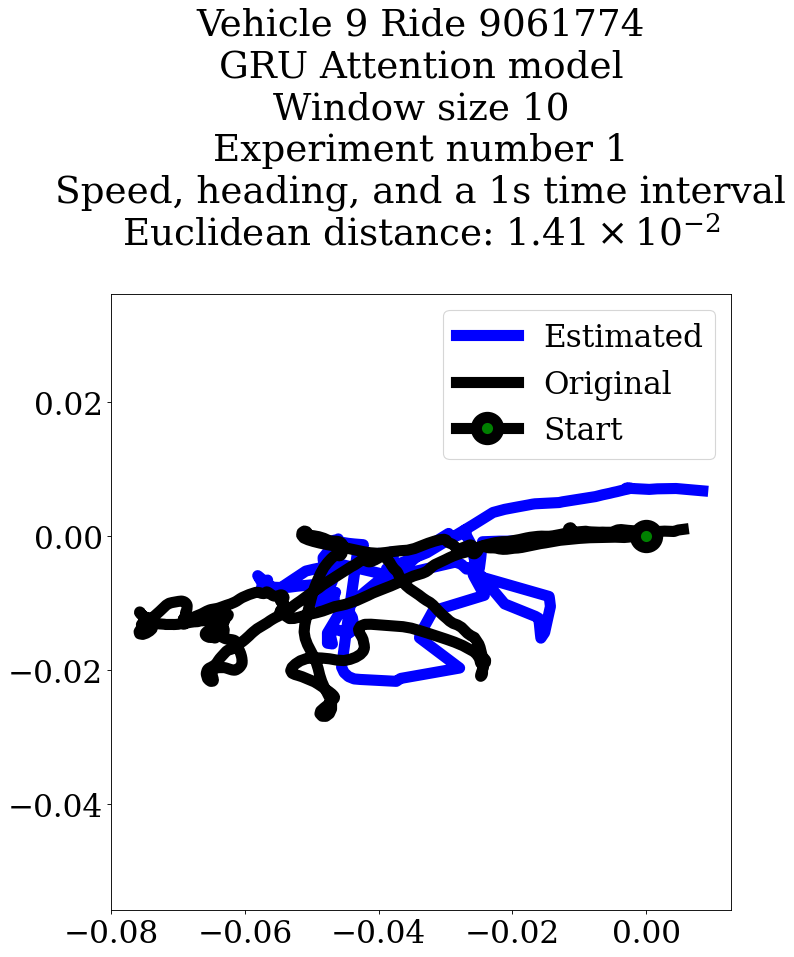 Vehicle 9 Ride 9061774
GRU Attention model
Window size 10
Experiment number 1
Speed, heading, and a 1s time interval
Euclidean distance: 1.41 × 10⁻²
Estimated
Original
Start
0.02
0.00
−0.02
−0.04
−0.08 −0.06 −0.04 −0.02 0.00